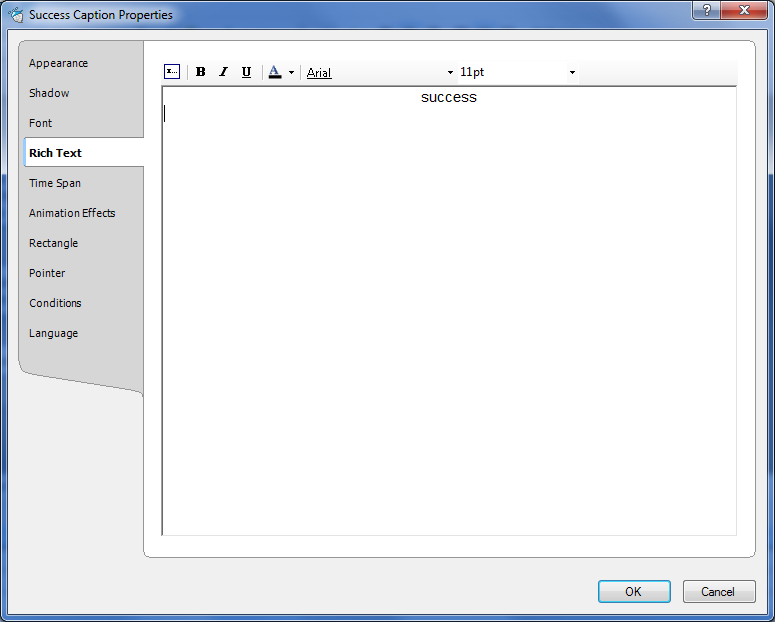 Success Caption Properties
?
Appearance
Shadow
Font
Rich Text
Time Span
Animation Effects
Rectangle
Pointer
Conditions
Language
x... B I U A Arial 11pt
success
OK Cancel